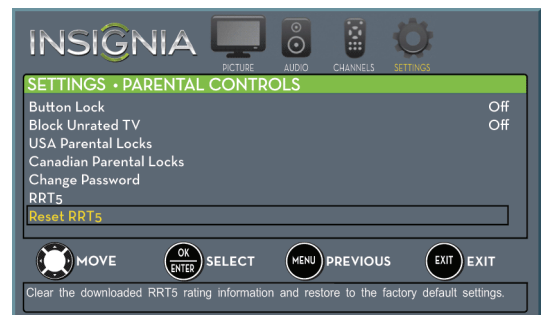 INSIGNIA
PICTURE AUDIO CHANNELS SETTINGS
SETTINGS • PARENTAL CONTROLS
Button Lock Off
Block Unrated TV Off
USA Parental Locks
Canadian Parental Locks
Change Password
RRT5
Reset RRT5
MOVE OK ENTER SELECT MENU PREVIOUS EXIT EXIT
Clear the downloaded RRT5 rating information and restore to the factory default settings.